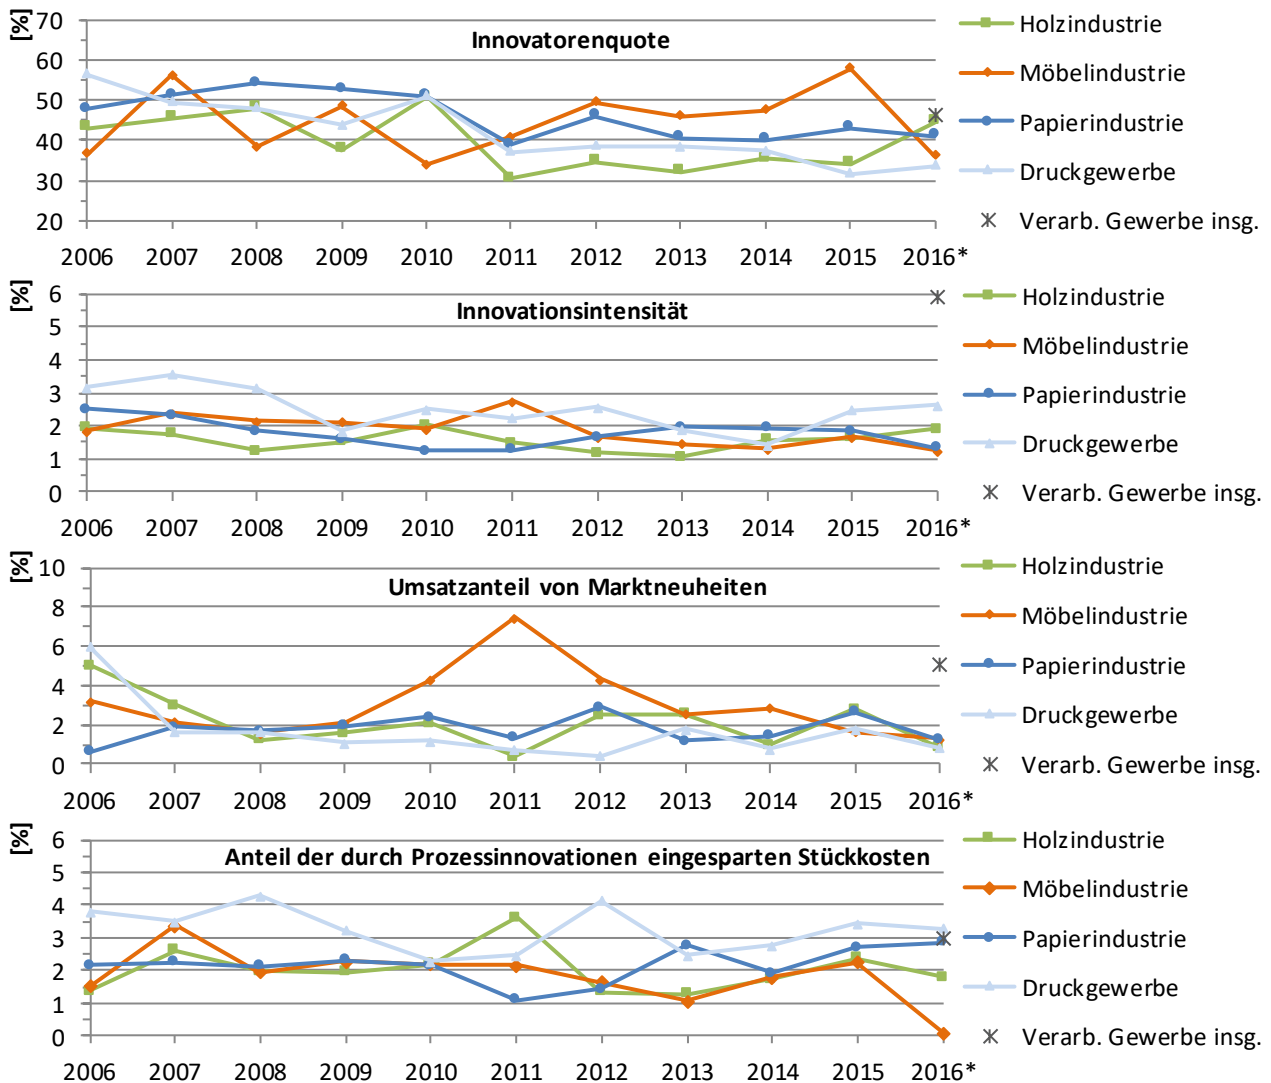 [%]
Innovatorenquote
70
60
50
40
30
20
2006 2007 2008 2009 2010 2011 2012 2013 2014 2015 2016*
Holzindustrie
Möbelindustrie
Papierindustrie
Druckgewerbe
Verarb. Gewerbe insg.
[%]
Innovationsintensität
6
5
4
3
2
1
0
2006 2007 2008 2009 2010 2011 2012 2013 2014 2015 2016*
Holzindustrie
Möbelindustrie
Papierindustrie
Druckgewerbe
Verarb. Gewerbe insg.
[%]
Umsatzanteil von Marktneuheiten
10
8
6
4
2
0
2006 2007 2008 2009 2010 2011 2012 2013 2014 2015 2016*
Holzindustrie
Möbelindustrie
Papierindustrie
Druckgewerbe
Verarb. Gewerbe insg.
[%]
Anteil der durch Prozessinnovationen eingesparten Stückkosten
6
5
4
3
2
1
0
2006 2007 2008 2009 2010 2011 2012 2013 2014 2015 2016*
Holzindustrie
Möbelindustrie
Papierindustrie
Druckgewerbe
Verarb. Gewerbe insg.